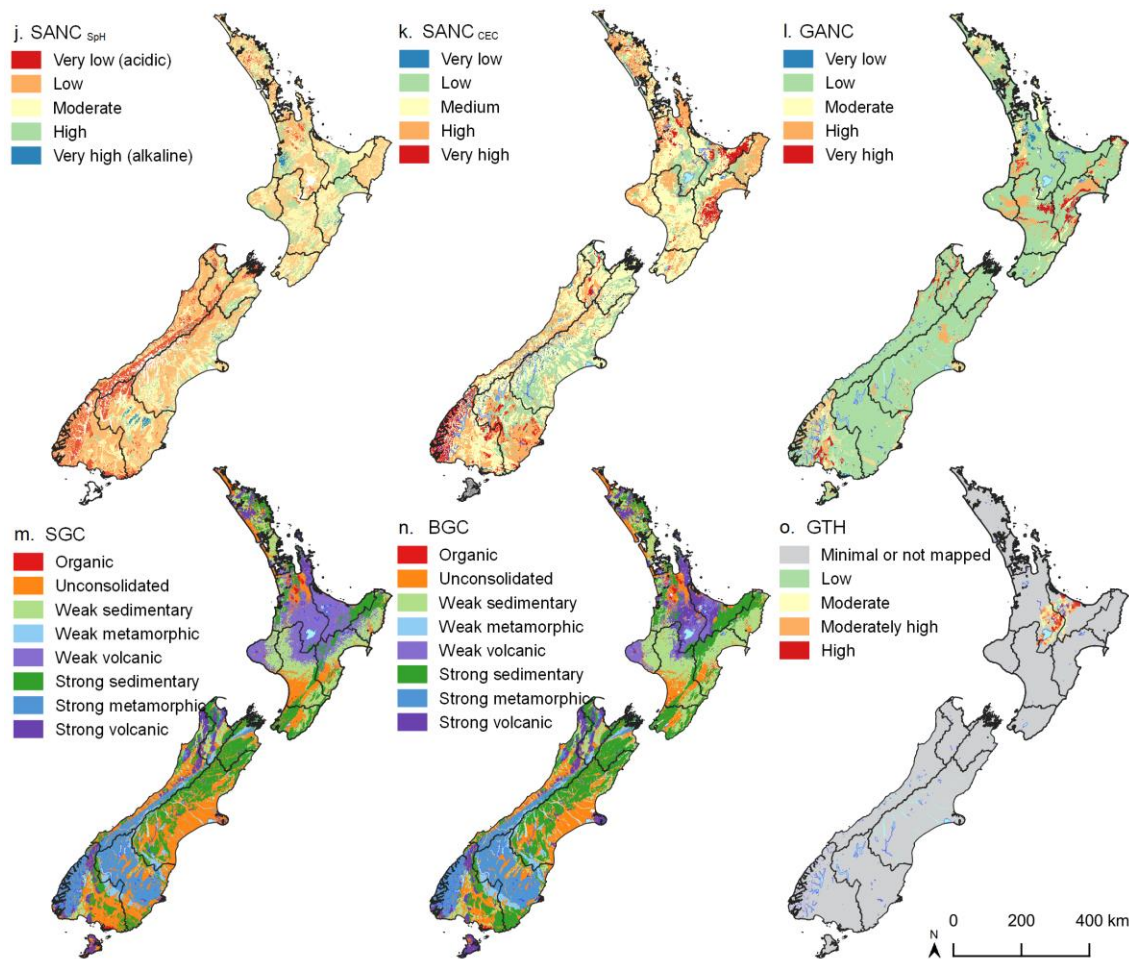 j. SANC SpH
Very low (acidic)
Low
Moderate
High
Very high (alkaline)
k. SANC CEC
Very low
Low
Medium
High
Very high
l. GANC
Very low
Low
Moderate
High
Very high
m. SGC
Organic
Unconsolidated
Weak sedimentary
Weak metamorphic
Weak volcanic
Strong sedimentary
Strong metamorphic
Strong volcanic
n. BGC
Organic
Unconsolidated
Weak sedimentary
Weak metamorphic
Weak volcanic
Strong sedimentary
Strong metamorphic
Strong volcanic
o. GTH
Minimal or not mapped
Low
Moderate
Moderately high
High
0 200 400 km
N